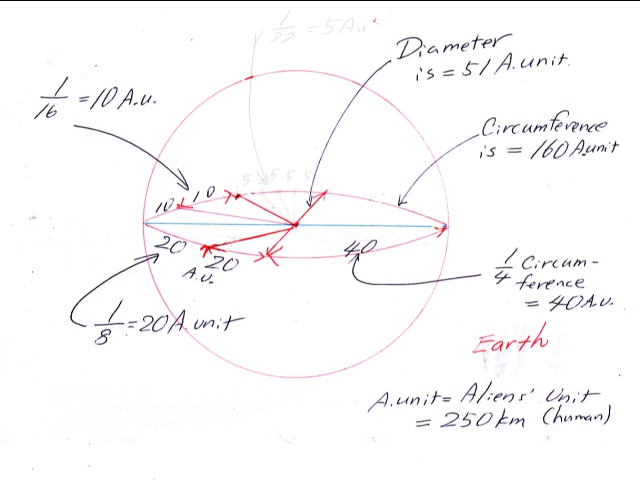 1/32 = 5 A.u.
Diameter
is = 51 A.unit.
1/16 = 10 A.u.
Circumference
is = 160 A.unit
5 5 5 5
10 10
20 20
A.U.
40
1/4 Circum-
ference
= 40 A.u.
1/8 = 20 A.unit
Earth
A.unit = Aliens' Unit
= 250 km (human)